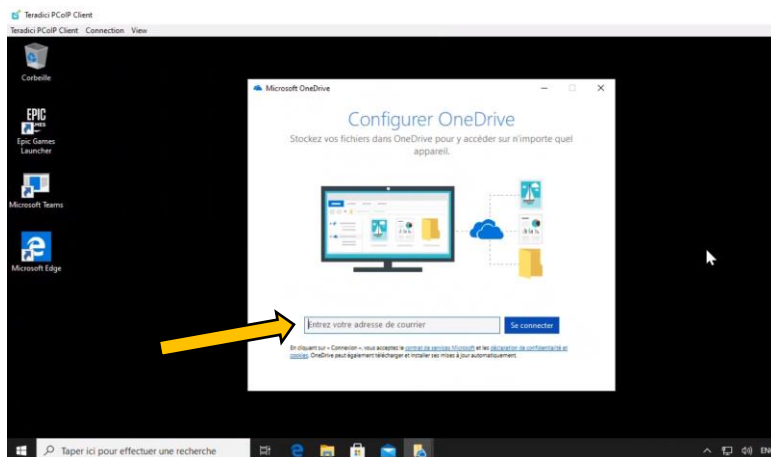 Teradici PCoIP Client
Teradici PCoIP Client Connection View
Corbeille
EPIC
GAMES
Epic Games
Launcher
Microsoft Teams
Microsoft Edge
Microsoft OneDrive
Configurer OneDrive
Stockez vos fichiers dans OneDrive pour y accéder sur n'importe quel
appareil.
Entrez votre adresse de courrier
Se connecter
En cliquant sur « Connexion », vous acceptez le contrat de services Microsoft et les déclaration de confidentialité et
cookies. OneDrive peut également télécharger et installer ses mises à jour automatiquement.
Taper ici pour effectuer une recherche
ENG